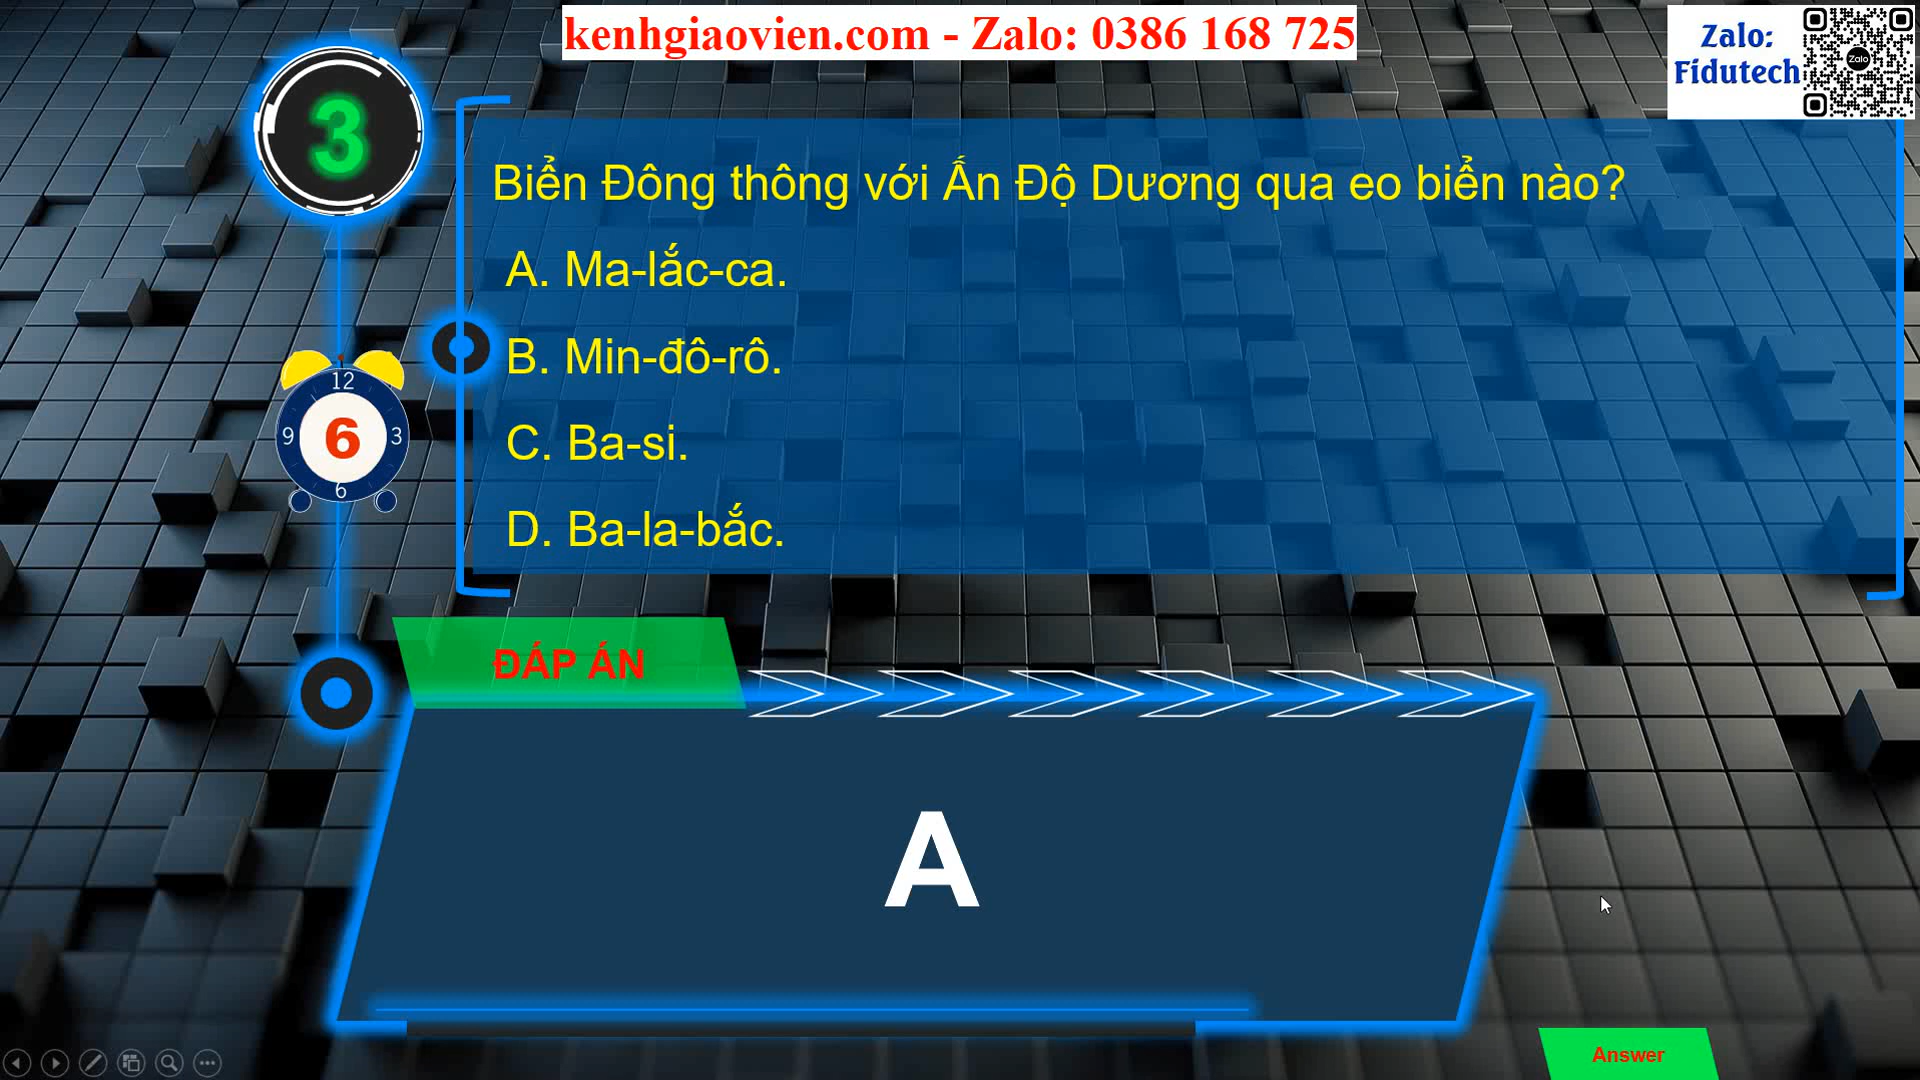 kenhgiaovien.com - Zalo: 0386 168 725
Zalo:
Fidutech
Zalo
3
Biển Đông thông với Ấn Độ Dương qua eo biển nào?
A. Ma-lắc-ca.
B. Min-đô-rô.
C. Ba-si.
D. Ba-la-bắc.
12
9
6
3
6
ĐÁP ÁN
A
Answer